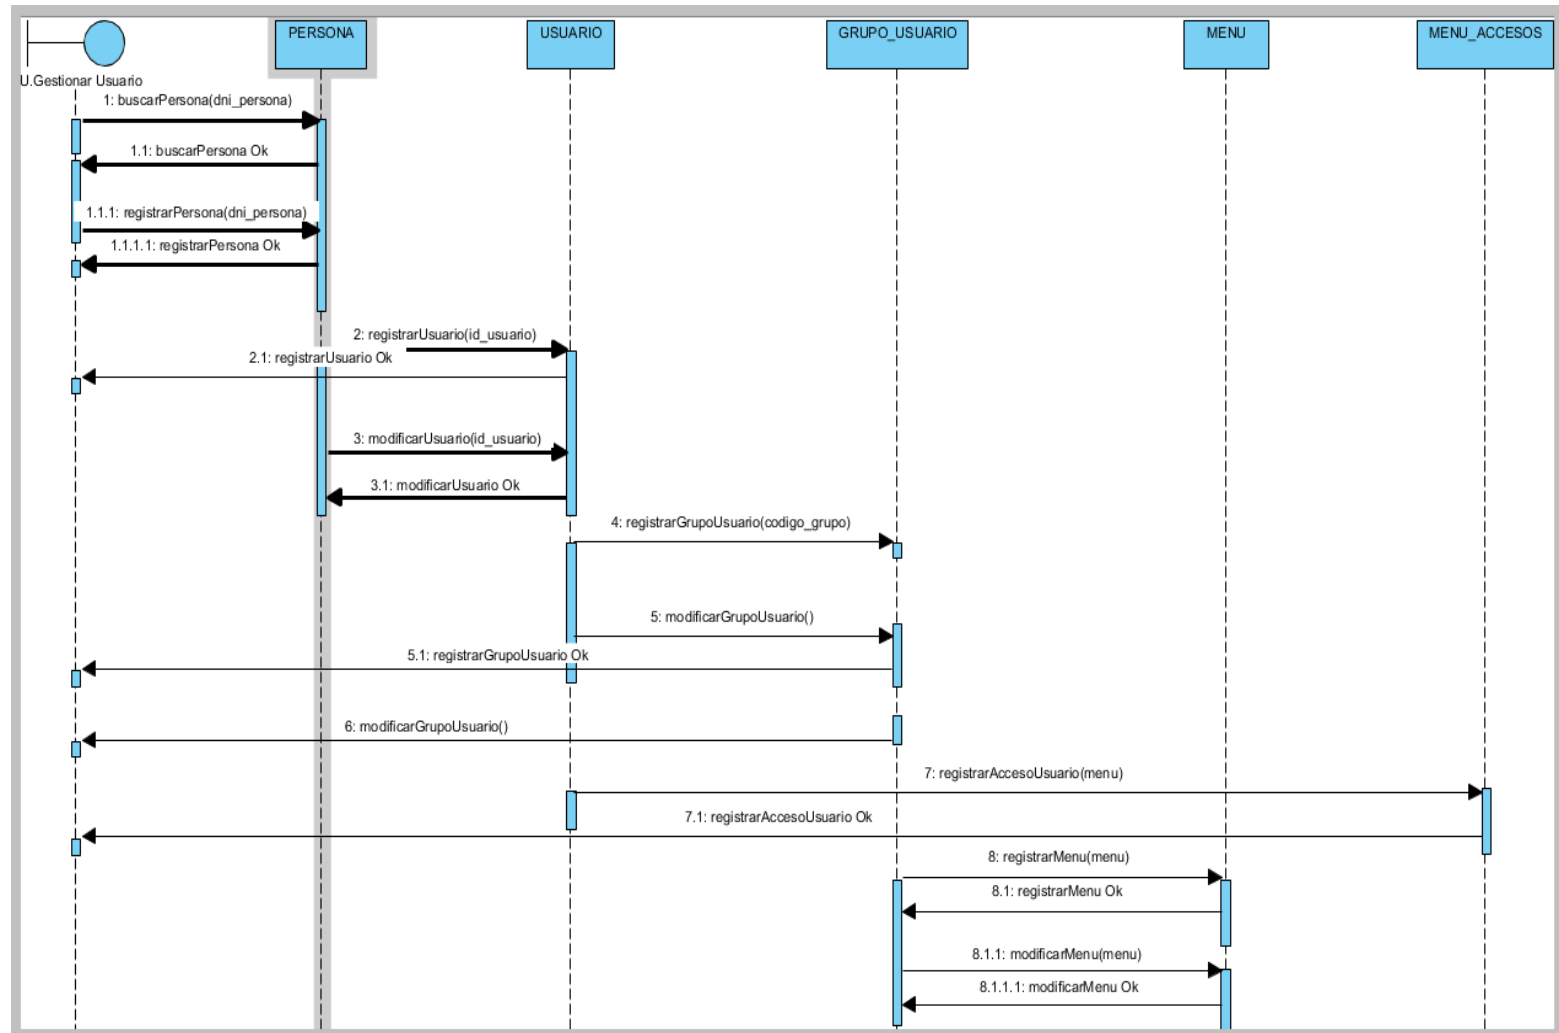 PERSONA
USUARIO
GRUPO_USUARIO
MENU
MENU_ACCESOS
U.Gestionar Usuario
1: buscarPersona(dni_persona)
1.1: buscarPersona Ok
1.1.1: registrarPersona(dni_persona)
1.1.1.1: registrarPersona Ok
2: registrarUsuario(id_usuario)
2.1: registrarUsuario Ok
3: modificarUsuario(id_usuario)
3.1: modificarUsuario Ok
4: registrarGrupoUsuario(codigo_grupo)
5: modificarGrupoUsuario()
5.1: registrarGrupoUsuario Ok
6: modificarGrupoUsuario()
7: registrarAccesoUsuario(menu)
7.1: registrarAccesoUsuario Ok
8: registrarMenu(menu)
8.1: registrarMenu Ok
8.1.1: modificarMenu(menu)
8.1.1.1: modificarMenu Ok